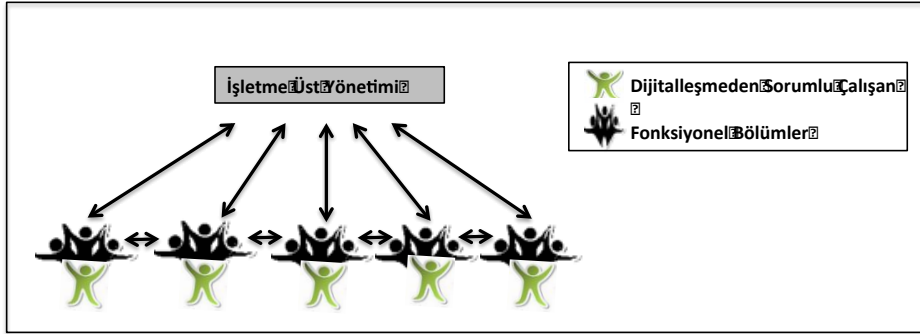 İşletme Üst Yönetimi
Dijitalleşmeden Sorumlu Çalışan
Fonksiyonel Bölümler